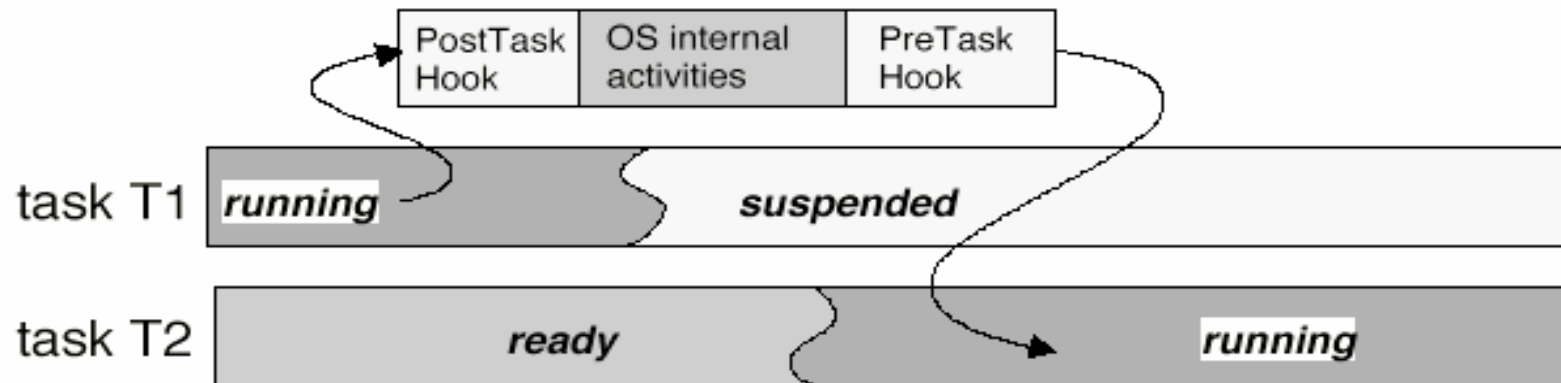 PostTask
Hook
OS internal
activities
PreTask
Hook
task T1
running
suspended
task T2
ready
running